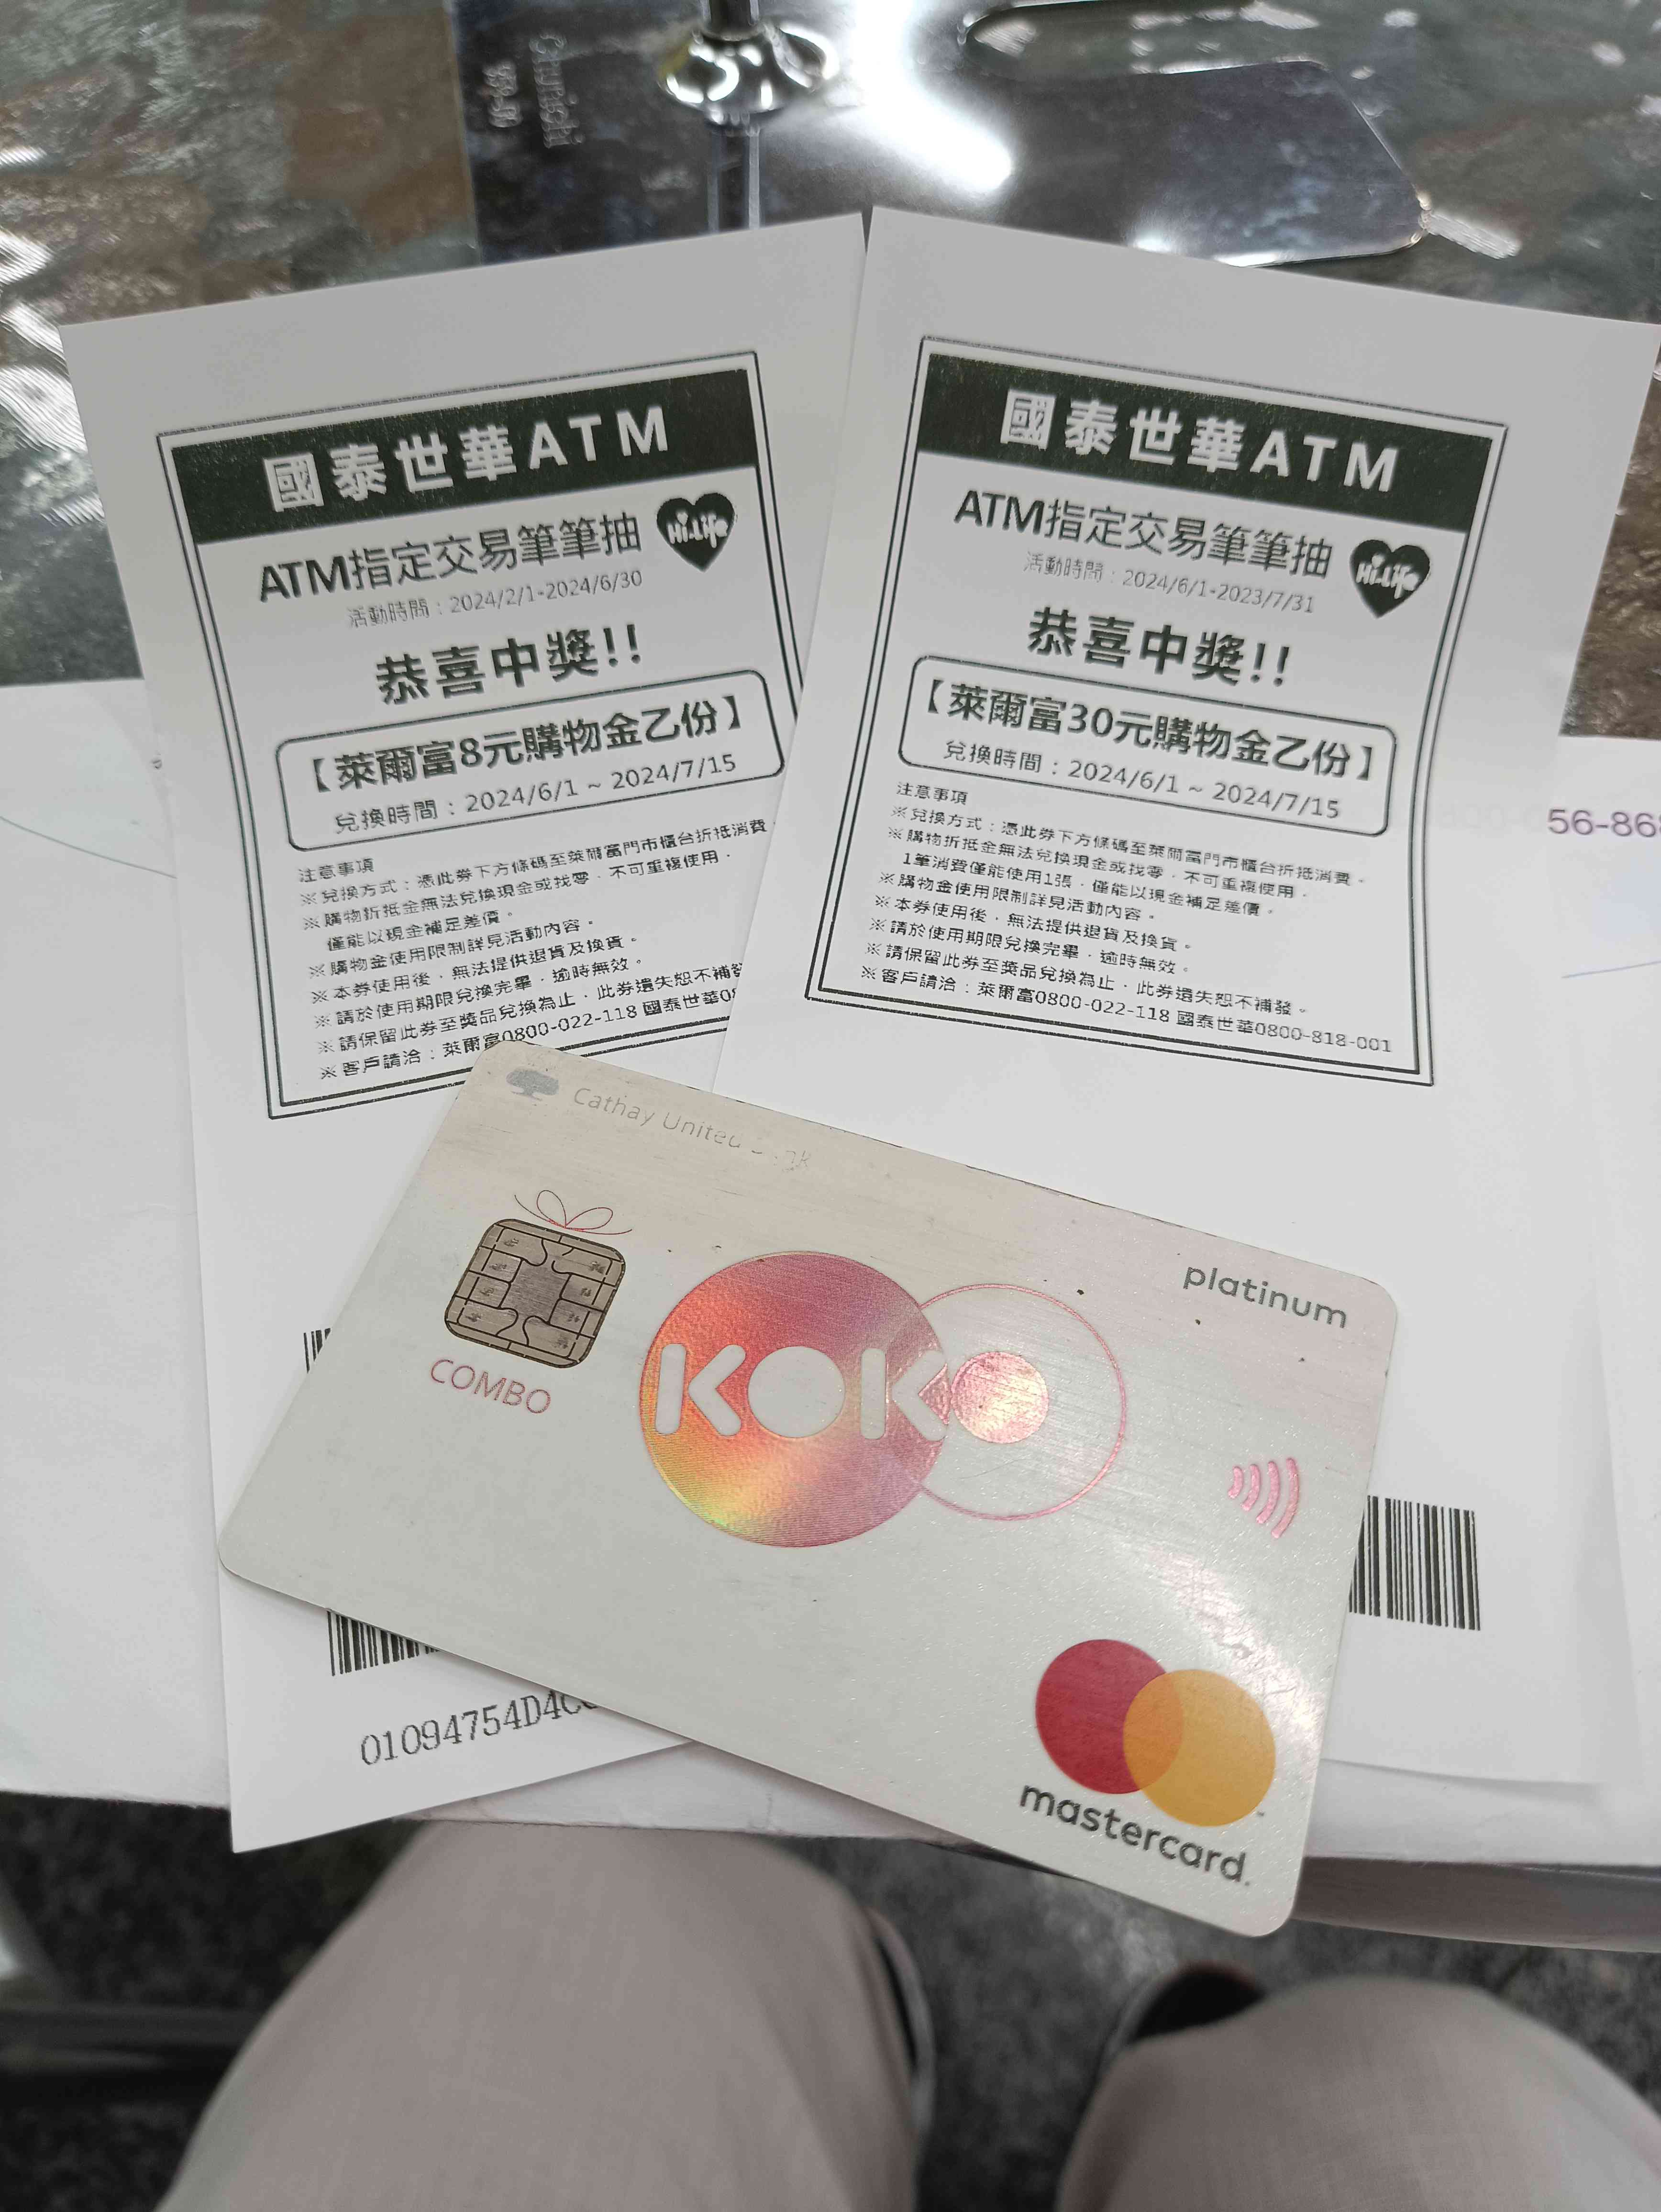 國泰世華ATM
ATM指定交易筆筆抽
Hi-Life
活動時間：2024/2/1-2024/6/30
恭喜中獎!!
【萊爾富8元購物金乙份】
兌換時間：2024/6/1 ~ 2024/7/15
注意事項
※兌換方式：憑此券下方條碼至萊爾富門市櫃台折抵消費
※購物折抵金無法兌換現金或找零，不可重複使用，
僅能以現金補足差價。
※購物金使用限制詳見活動內容。
※本券使用後，無法提供退貨及換貨。
※請於使用期限兌換完畢，逾時無效。
※請保留此券至獎品兌換為止，此券遺失恕不補發
※客戶請洽：萊爾富0800-022-118 國泰世華0
國泰世華ATM
ATM指定交易筆筆抽
Hi-Life
活動時間：2024/6/1-2023/7/31
恭喜中獎!!
【萊爾富30元購物金乙份】
兌換時間：2024/6/1 ~ 2024/7/15
注意事項
※兌換方式：憑此券下方條碼至萊爾富門市櫃台折抵消費。
※購物折抵金無法兌換現金或找零，不可重複使用，
1筆消費僅能使用1張，僅能以現金補足差價。
※購物金使用限制詳見活動內容。
※本券使用後，無法提供退貨及換貨。
※請於使用期限兌換完畢，逾時無效。
※請保留此券至獎品兌換為止，此券遺失恕不補發。
※客戶請洽：萊爾富0800-022-118 國泰世華0800-818-001
56-868
Cathay United
platinum
COMBO
KOKO
mastercard.
01094754D4C